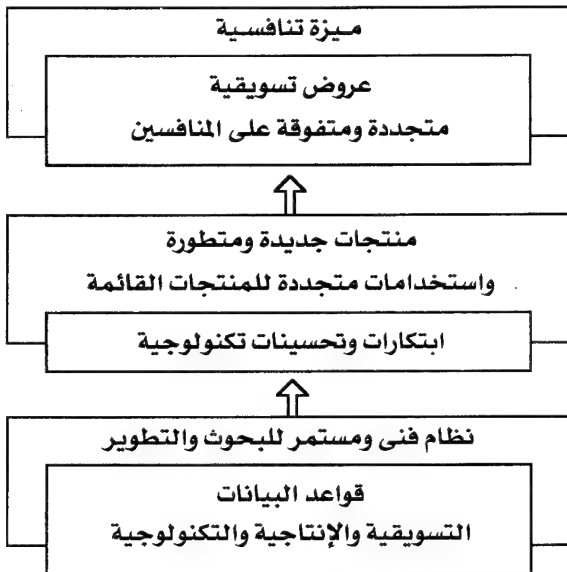 ميزة تنافسية
عروض تسويقية
متجددة ومتفوقة على المنافسين
منتجات جديدة ومتطورة
واستخدامات متجددة للمنتجات القائمة
ابتكارات وتحسينات تكنولوجية
نظام فنى ومستمر للبحوث والتطوير
قواعد البيانات
التسويقية والإنتاجية والتكنولوجية